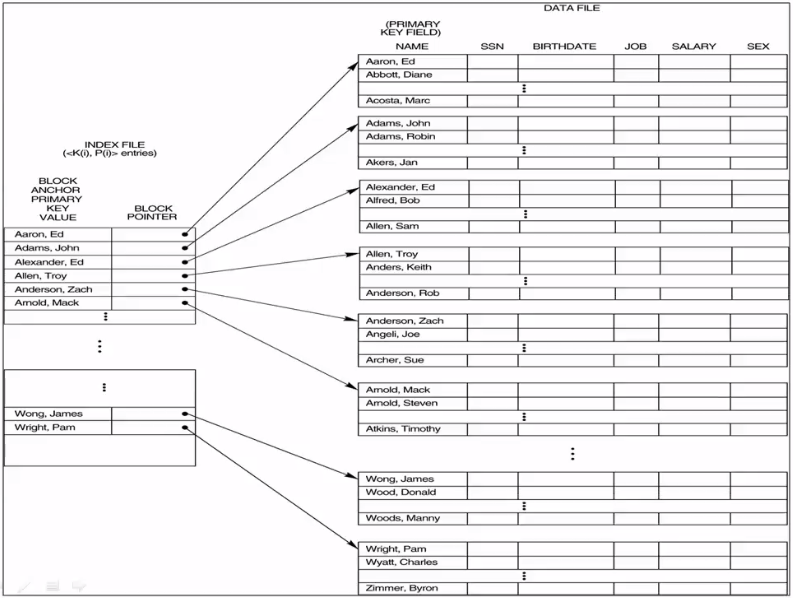 DATA FILE
(PRIMARY
KEY FIELD)
NAME SSN BIRTHDATE JOB SALARY SEX
Aaron, Ed
Abbott, Diane
Acosta, Marc
Adams, John
Adams, Robin
Akers, Jan
Alexander, Ed
Alfred, Bob
Allen, Sam
Allen, Troy
Anders, Keith
Anderson, Rob
Anderson, Zach
Angeli, Joe
Archer, Sue
Arnold, Mack
Arnold, Steven
Atkins, Timothy
Wong, James
Wood, Donald
Woods, Manny
Wright, Pam
Wyatt, Charles
Zimmer, Byron
INDEX FILE
(<K(i), P(i)> entries)
BLOCK
ANCHOR
PRIMARY
KEY
VALUE
BLOCK
POINTER
Aaron, Ed
Adams, John
Alexander, Ed
Allen, Troy
Anderson, Zach
Arnold, Mack
Wong, James
Wright, Pam